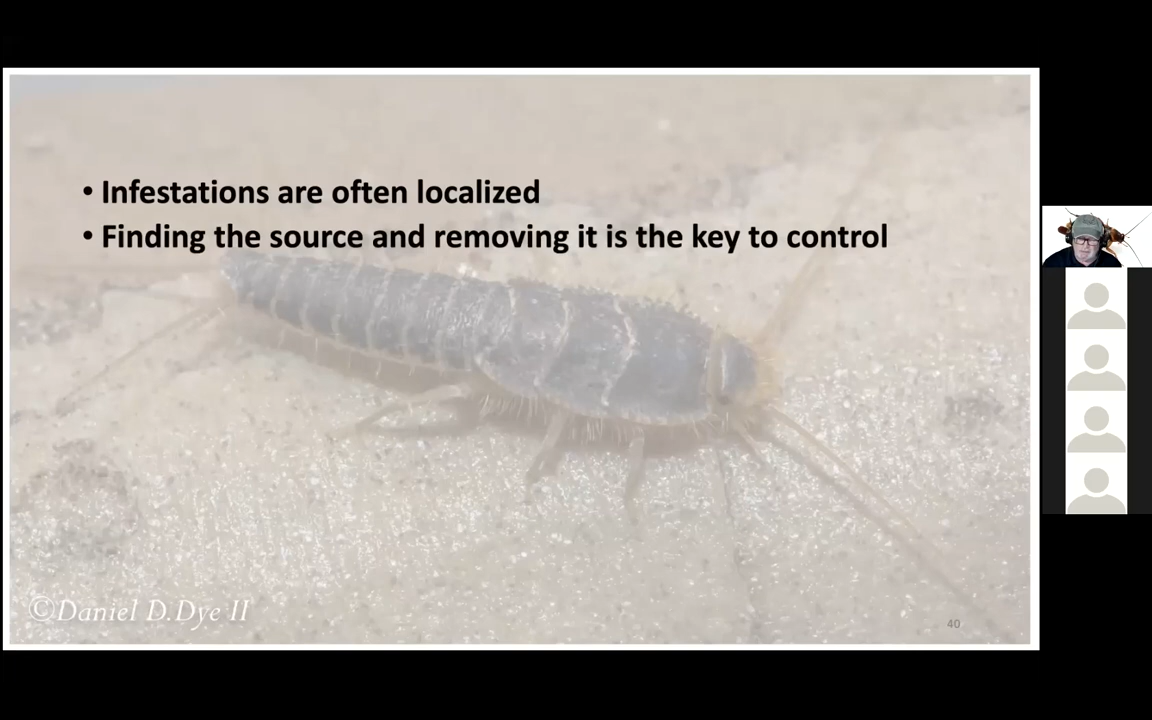 • Infestations are often localized
• Finding the source and removing it is the key to control
©Daniel D.Dye II
40